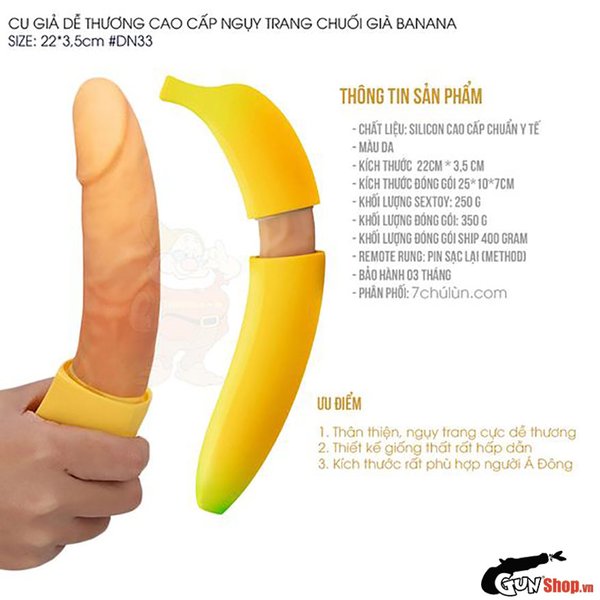 CU GIẢ DỄ THƯƠNG CAO CẤP NGỤY TRANG CHUỐI GIÀ BANANA
SIZE: 22*3,5cm #DN33
THÔNG TIN SẢN PHẨM
- CHẤT LIỆU: SILICON CAO CẤP CHUẨN Y TẾ
- MÀU DA
- KÍCH THƯỚC 22CM * 3,5 CM
- KÍCH THƯỚC ĐÓNG GÓI 25*10*7CM
- KHỐI LƯỢNG SEXTOY: 250 G
- KHỐI LƯỢNG ĐÓNG GÓI: 350 G
- KHỐI LƯỢNG ĐÓNG GÓI SHIP 400 GRAM
- REMOTE RUNG: PIN SẠC LẠI (METHOD)
- BẢO HÀNH 03 THÁNG
- PHÂN PHỐI: 7chúlùn.com
ƯU ĐIỂM
1. Thân thiện, ngụy trang cực dễ thương
2. Thiết kế giống thất rất hấp dẫn
3. Kích thước rất phù hợp người Á Đông
GUN Shop.vn